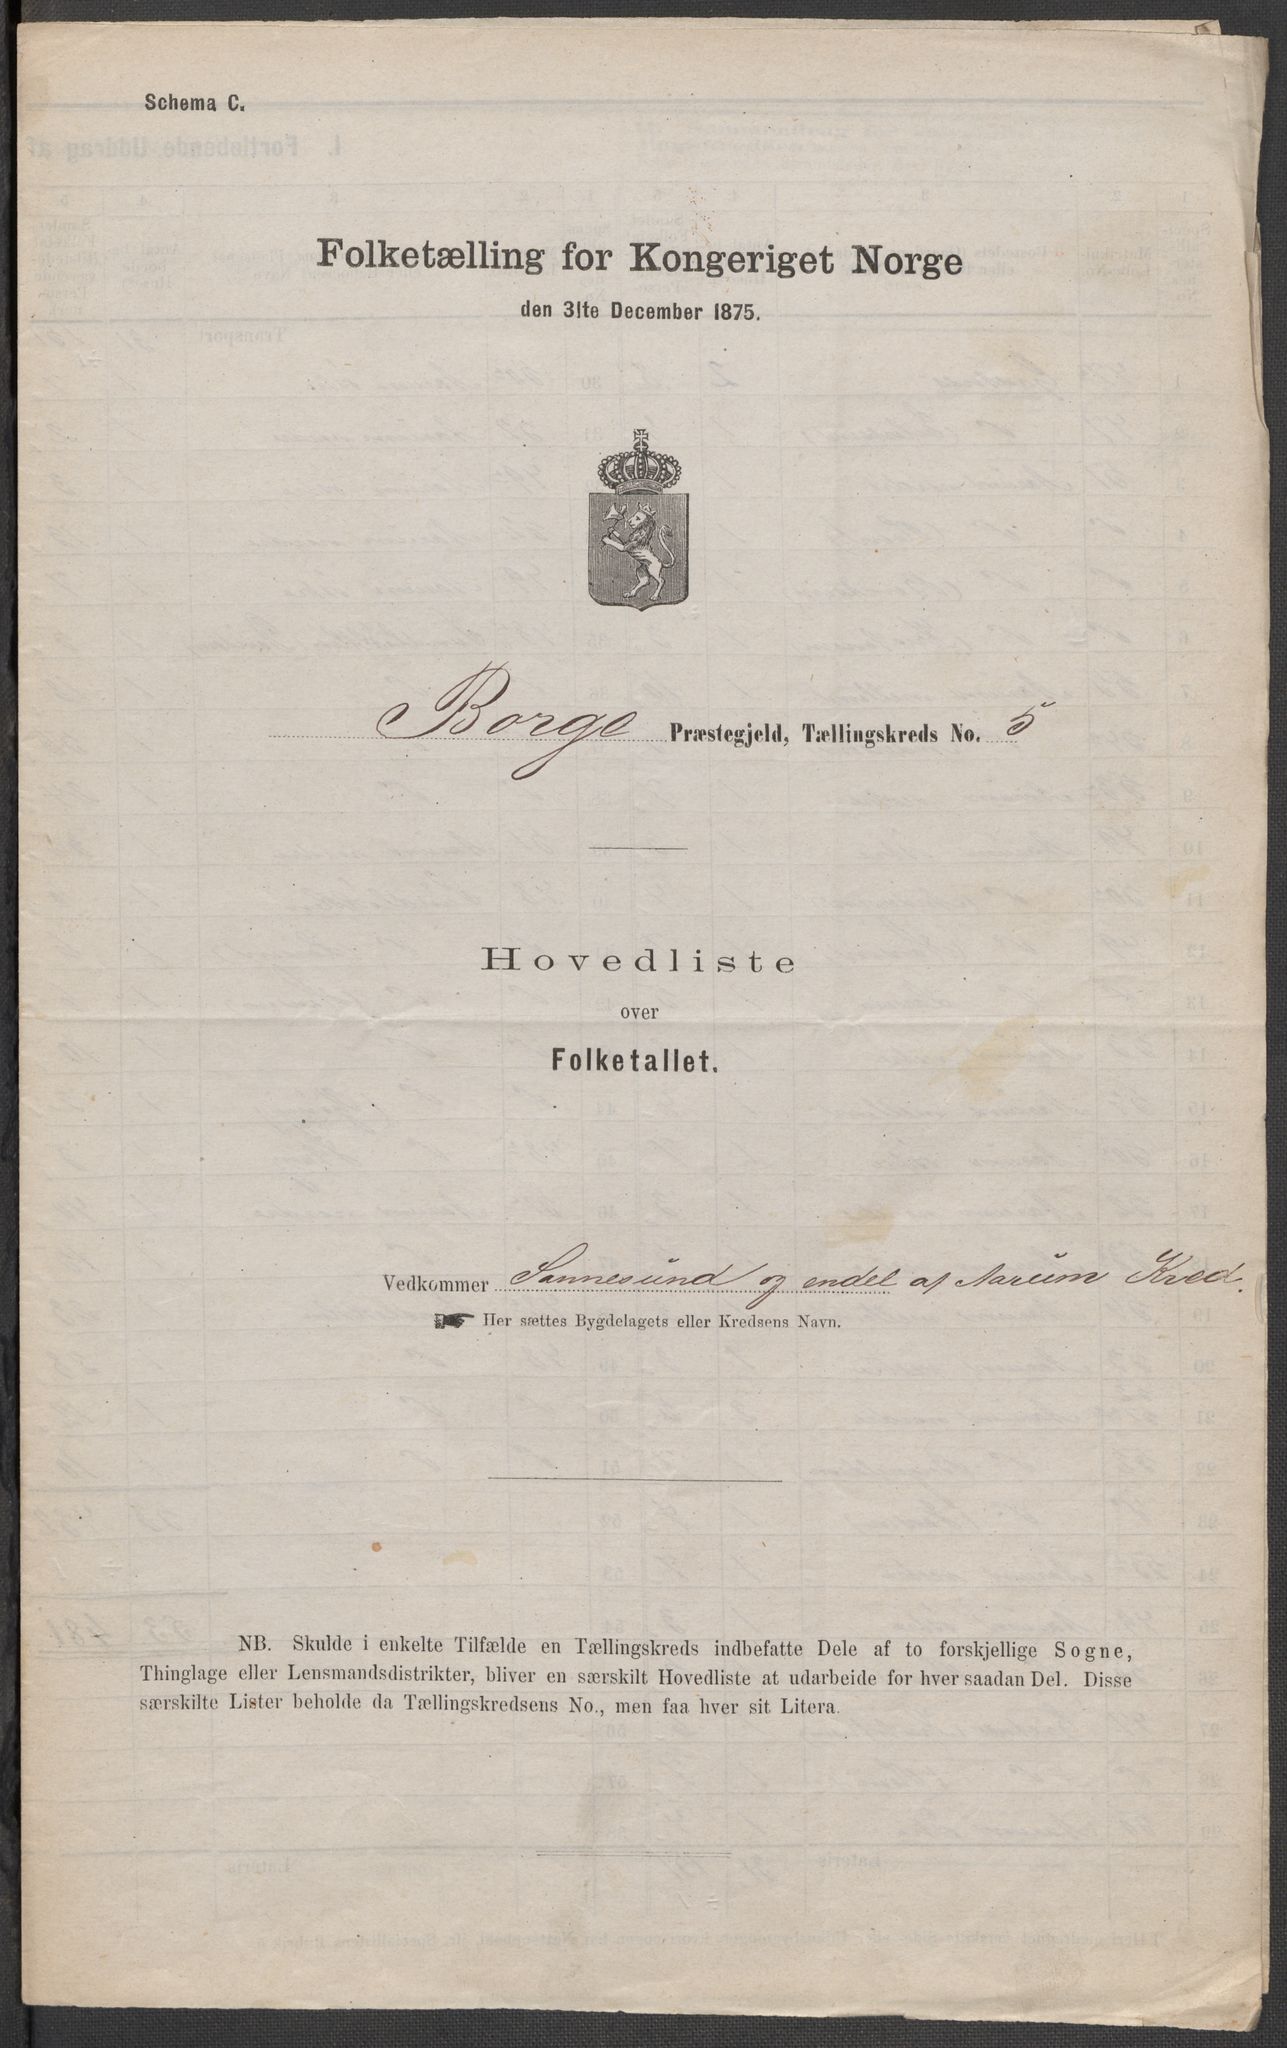 Schema C.
Folketælling for Kongeriget Norge
den 31te December 1875.
Borge Præstegjeld, Tællingskreds No. 5
Hovedliste
over
Folketallet.
Vedkommer Sannesund og endel af Aarum Kred.
Her sættes Bygdelagets eller Kredsens Navn.
NB. Skulde i enkelte Tilfælde en Tællingskreds indbefatte Dele af to forskjellige Sogne,
Thinglage eller Lensmandsdistrikter, bliver en særskilt Hovedliste at udarbeide for hver saadan Del. Disse
særskilte Lister beholde da Tællingskredsens No., men faa hver sit Litera.